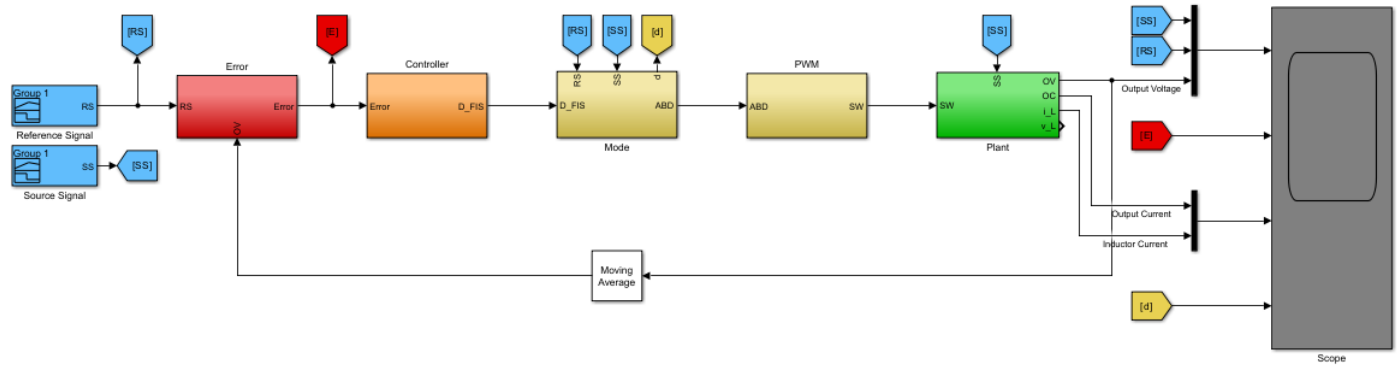 [RS]
[E]
[RS]
[SS]
[d]
[SS]
[SS]
[RS]
Error
Controller
PWM
Group 1
RS
Reference Signal
RS
Error
OV
Error
D_FIS
RS
SS
d
D_FIS
ABD
Mode
ABD
SW
SS
SW
OV
OC
i_L
v_L
Plant
Output Voltage
[E]
Group 1
SS
Source Signal
[SS]
Output Current
Inductor Current
Moving
Average
[d]
Scope